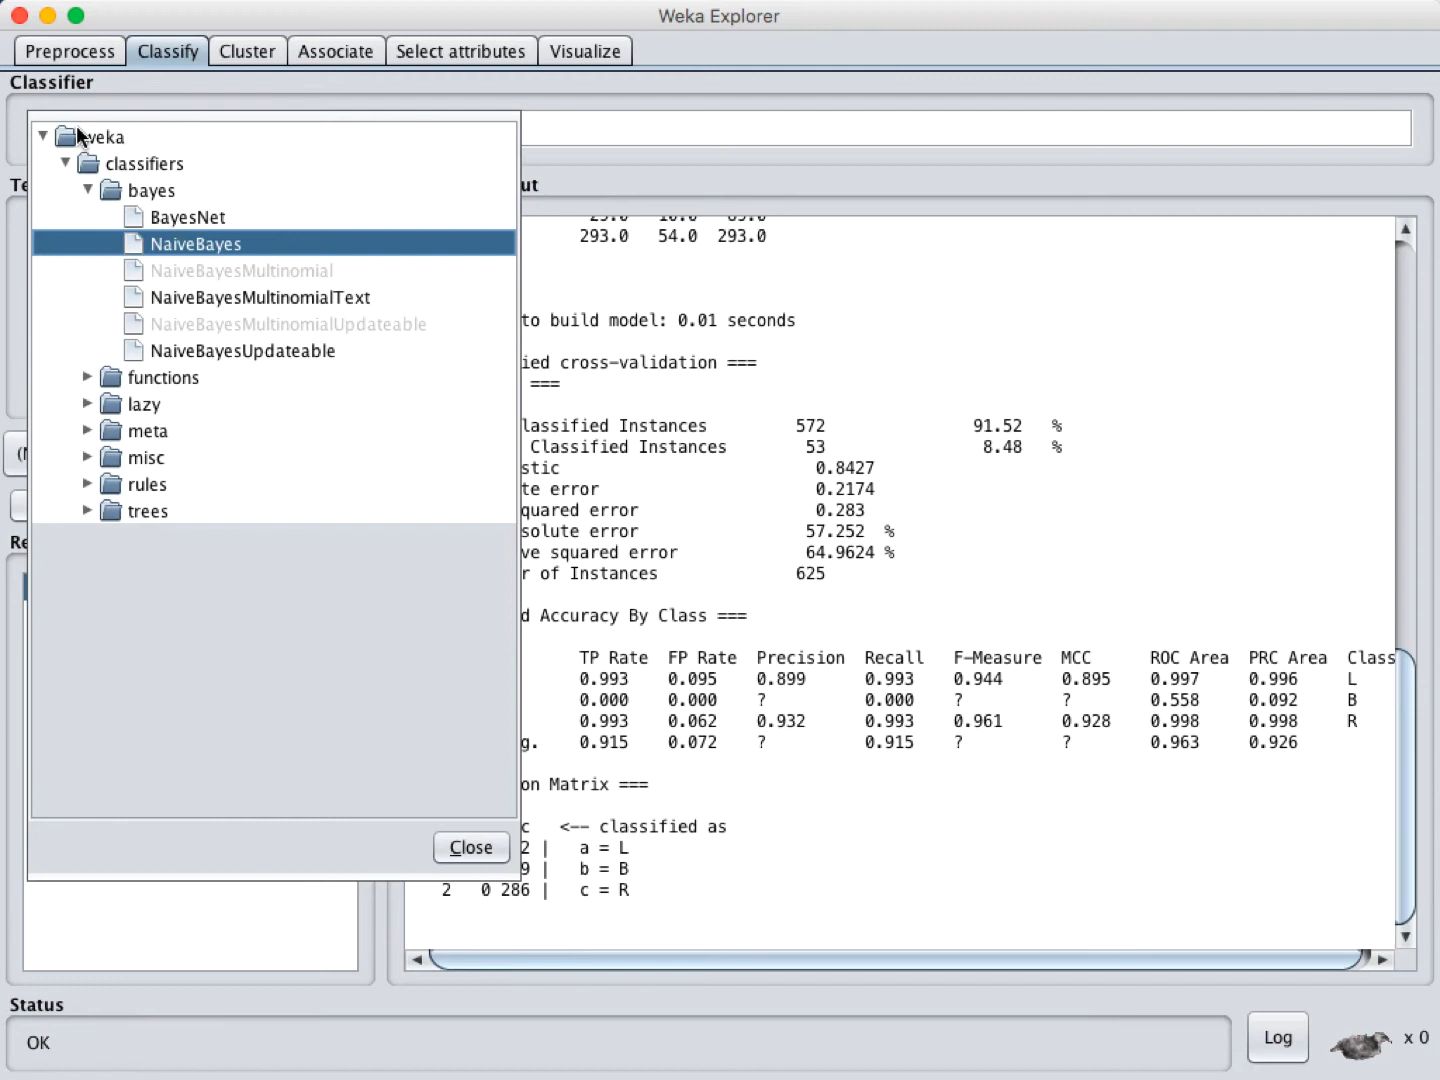 Weka Explorer
Preprocess Classify Cluster Associate Select attributes Visualize
Classifier
weka
classifiers
bayes
BayesNet
NaiveBayes
NaiveBayesMultinomial
NaiveBayesMultinomialText
NaiveBayesMultinomialUpdateable
NaiveBayesUpdateable
functions
lazy
meta
misc
rules
trees
Close
Te
Re
ut
293.0 54.0 293.0
to build model: 0.01 seconds
ied cross-validation ===
===
lassified Instances 572 91.52 %
Classified Instances 53 8.48 %
stic 0.8427
te error 0.2174
quared error 0.283
solute error 57.252 %
ve squared error 64.9624 %
r of Instances 625
d Accuracy By Class ===
TP Rate FP Rate Precision Recall F-Measure MCC ROC Area PRC Area Class
0.993 0.095 0.899 0.993 0.944 0.895 0.997 0.996 L
0.000 0.000 ? 0.000 ? ? 0.558 0.092 B
0.993 0.062 0.932 0.993 0.961 0.928 0.998 0.998 R
g. 0.915 0.072 ? 0.915 ? ? 0.963 0.926
on Matrix ===
c <-- classified as
2 | a = L
9 | b = B
2 0 286 | c = R
Status
OK
Log
x 0